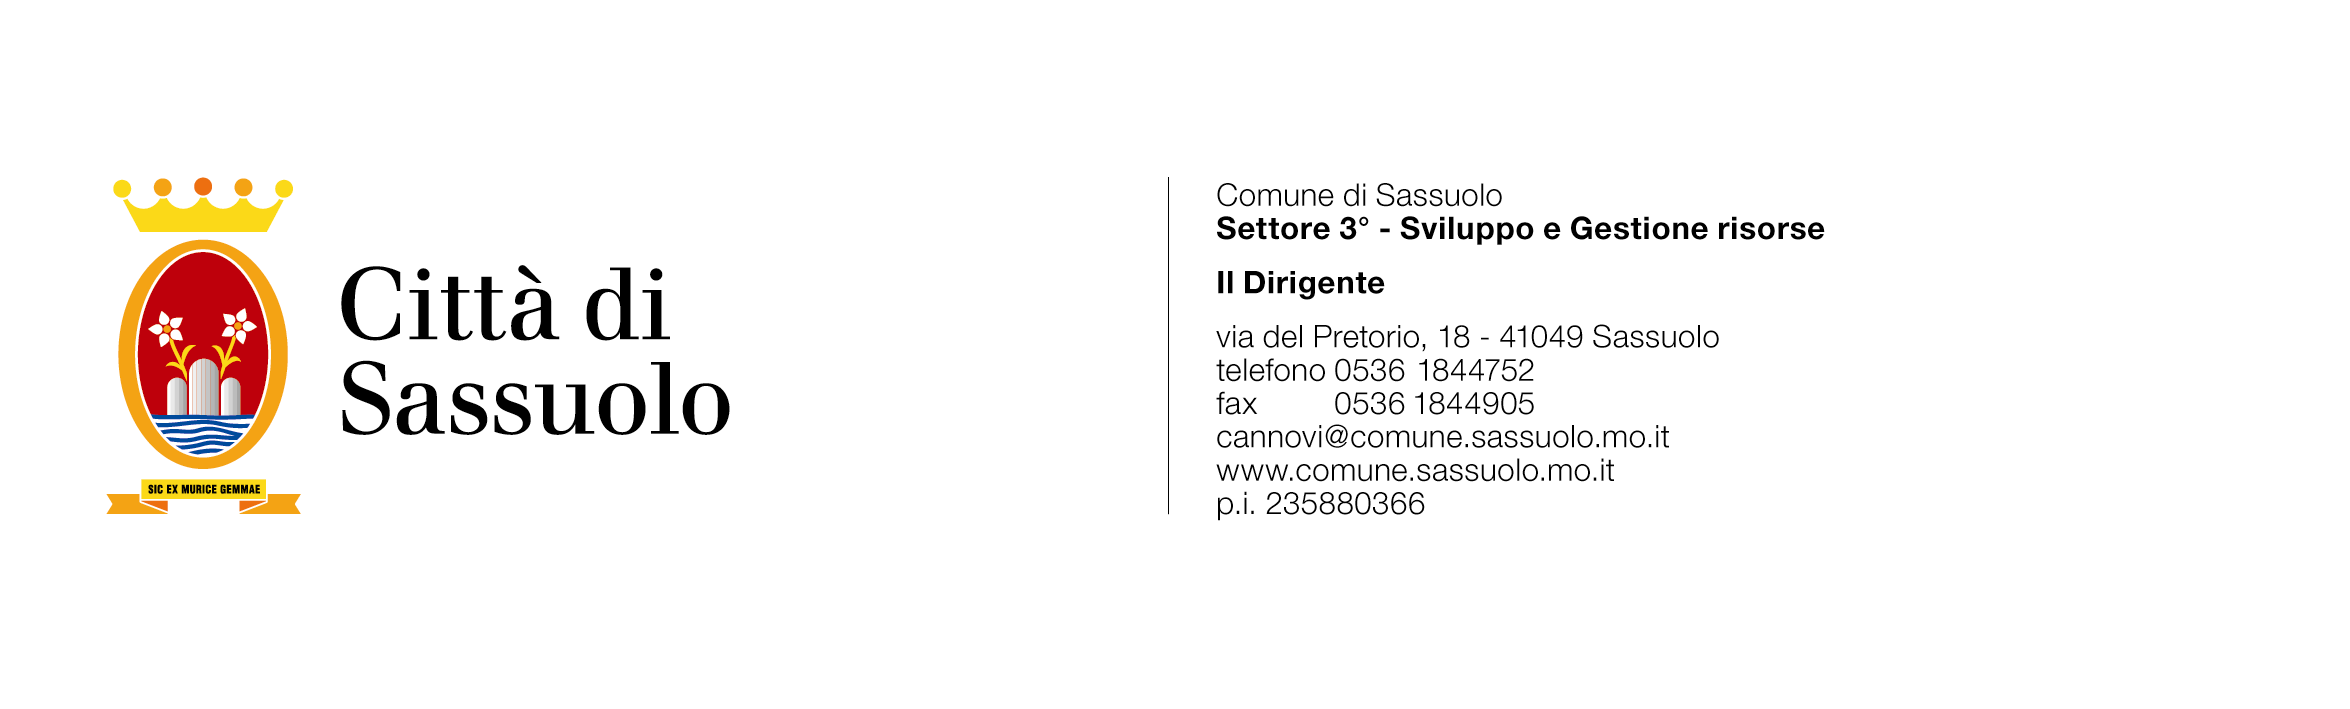 Città di
Sassuolo
SIC EX MURICE GEMMAE
Comune di Sassuolo
Settore 3° - Sviluppo e Gestione risorse
Il Dirigente
via del Pretorio, 18 - 41049 Sassuolo
telefono 0536 1844752
fax 0536 1844905
cannovi@comune.sassuolo.mo.it
www.comune.sassuolo.mo.it
p.i. 235880366